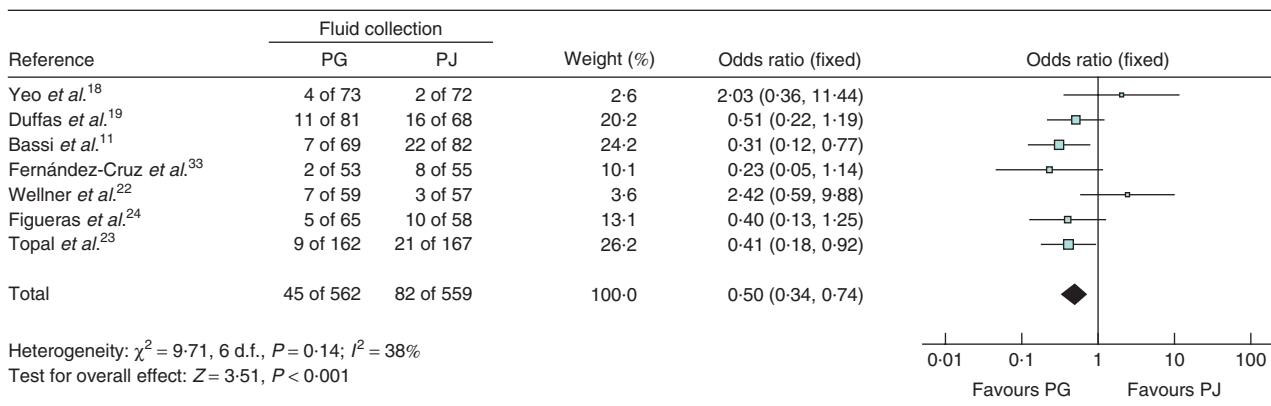 Fluid collection
Reference PG PJ Weight (%) Odds ratio (fixed) Odds ratio (fixed)
Yeo et al.18 4 of 73 2 of 72 2·6 2·03 (0·36, 11·44)
Duffas et al.19 11 of 81 16 of 68 20·2 0·51 (0·22, 1·19)
Bassi et al.11 7 of 69 22 of 82 24·2 0·31 (0·12, 0·77)
Fernández-Cruz et al.33 2 of 53 8 of 55 10·1 0·23 (0·05, 1·14)
Wellner et al.22 7 of 59 3 of 57 3·6 2·42 (0·59, 9·88)
Figueras et al.24 5 of 65 10 of 58 13·1 0·40 (0·13, 1·25)
Topal et al.23 9 of 162 21 of 167 26·2 0·41 (0·18, 0·92)
Total 45 of 562 82 of 559 100·0 0·50 (0·34, 0·74)
Heterogeneity: χ2 = 9·71, 6 d.f., P = 0·14; I2 = 38%
Test for overall effect: Z = 3·51, P < 0·001
0·01 0·1 1 10 100
Favours PG Favours PJ